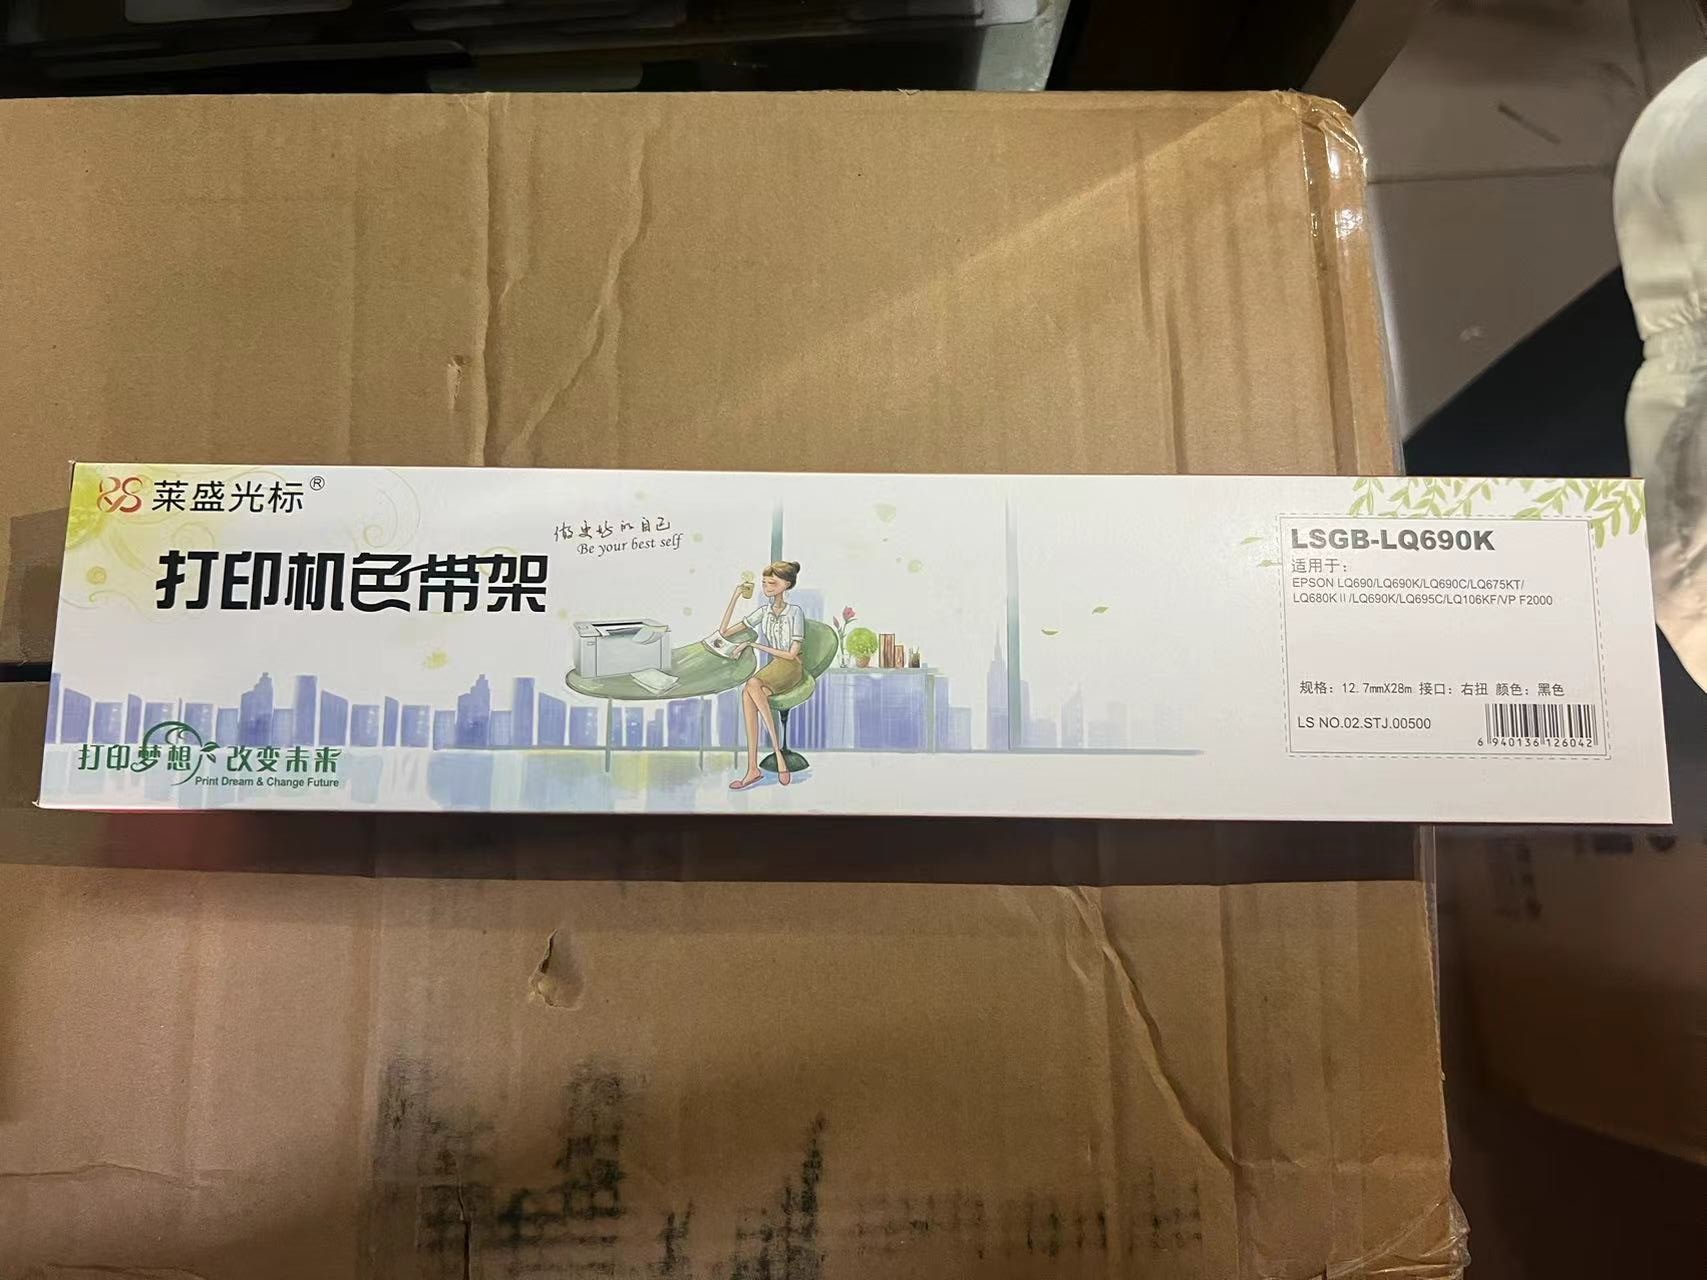 莱盛光标®
打印机色带架
做更好的自己
Be your best self
打印梦想 改变未来
Print Dream & Change Future
LSGB-LQ690K
适用于:
EPSON LQ690/LQ690K/LQ690C/LQ675KT/
LQ680KⅡ/LQ690K/LQ695C/LQ106KF/VP F2000
规格: 12.7mmX28m 接口: 右扭 颜色: 黑色
LS NO.02.STJ.00500
6 940136 126042